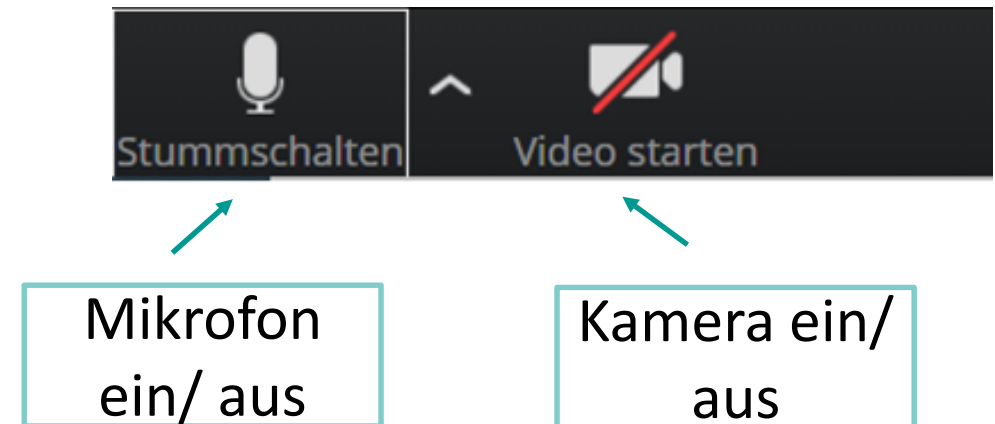 Stummschalten
Video starten
Mikrofon
ein/ aus
Kamera ein/
aus